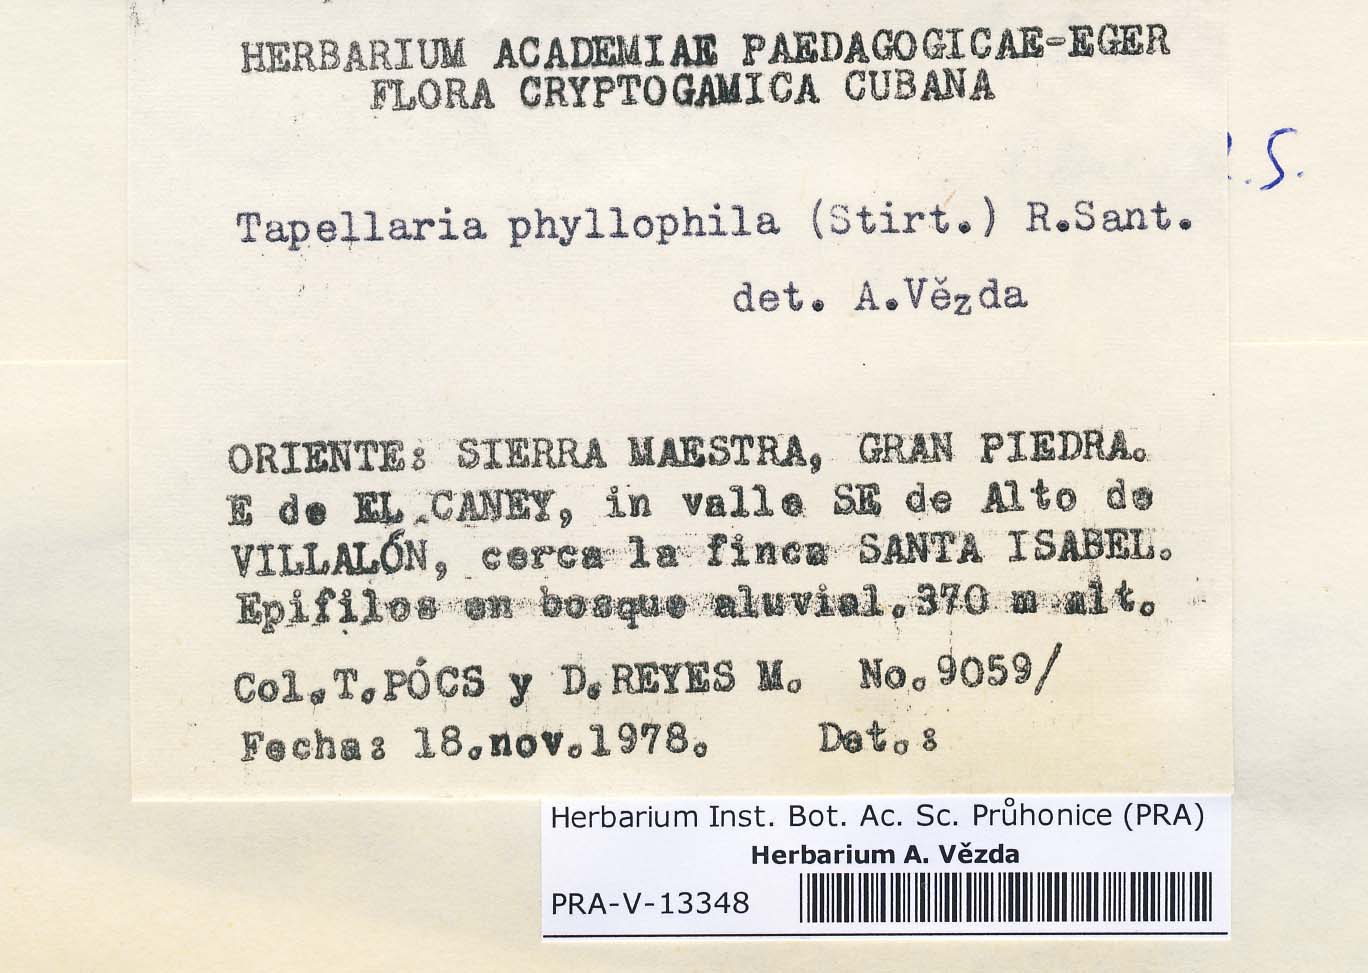 HERBARIUM ACADEMIAE PAEDAGOGICAE-EGER
FLORA CRYPTOGAMICA CUBANA
S.
Tapellaria phyllophila (Stirt.) R.Sant.
det. A.Vězda
ORIENTE: SIERRA MAESTRA, GRAN PIEDRA.
E de EL CANEY, in valle SE de Alto de
VILLALÓN, cerca la finca SANTA ISABEL.
Epifilos en bosque aluvial. 370 m alt.
Col. T. PÓCS y D. REYES M. No. 9059/
Fecha: 18.nov.1978. Det.:
Herbarium Inst. Bot. Ac. Sc. Průhonice (PRA)
Herbarium A. Vězda
PRA-V-13348